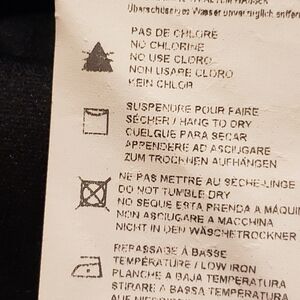 Überschüssiges Wasser unverzüglich entfer
PAS DE CHLORE
NO CHLORINE
NO USE CLORO
NON USARE CLORO
KEIN CHLOR
SUSPENDRE POUR FAIRE
SÉCHER / HANG TO DRY
CUELGUE PARA SECAR
APPENDERE AD ASCIUGARE
ZUM TROCKNEN AUFHÄNGEN
NE PAS METTRE AU SÈCHE-LINGE
DO NOT TUMBLE DRY
NO SEQUE ESTA PRENDA A MÁQUI
NON ASCIUGARE A MACCHINA
NICHT IN DEN WÄSCHETROCKNER
REPASSAGE À BASSE
TEMPÉRATURE / LOW IRON
PLANCHE A BAJA TEMPERATURA
STIRARE A BASSA TEMPERATURA